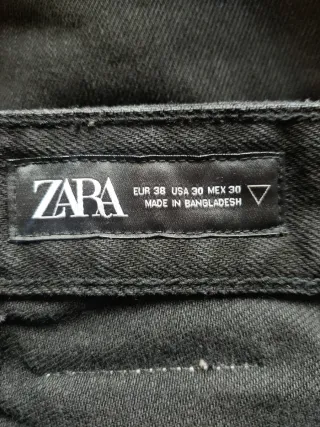 ZARA
EUR 38 USA 30 MEX 30
MADE IN BANGLADESH